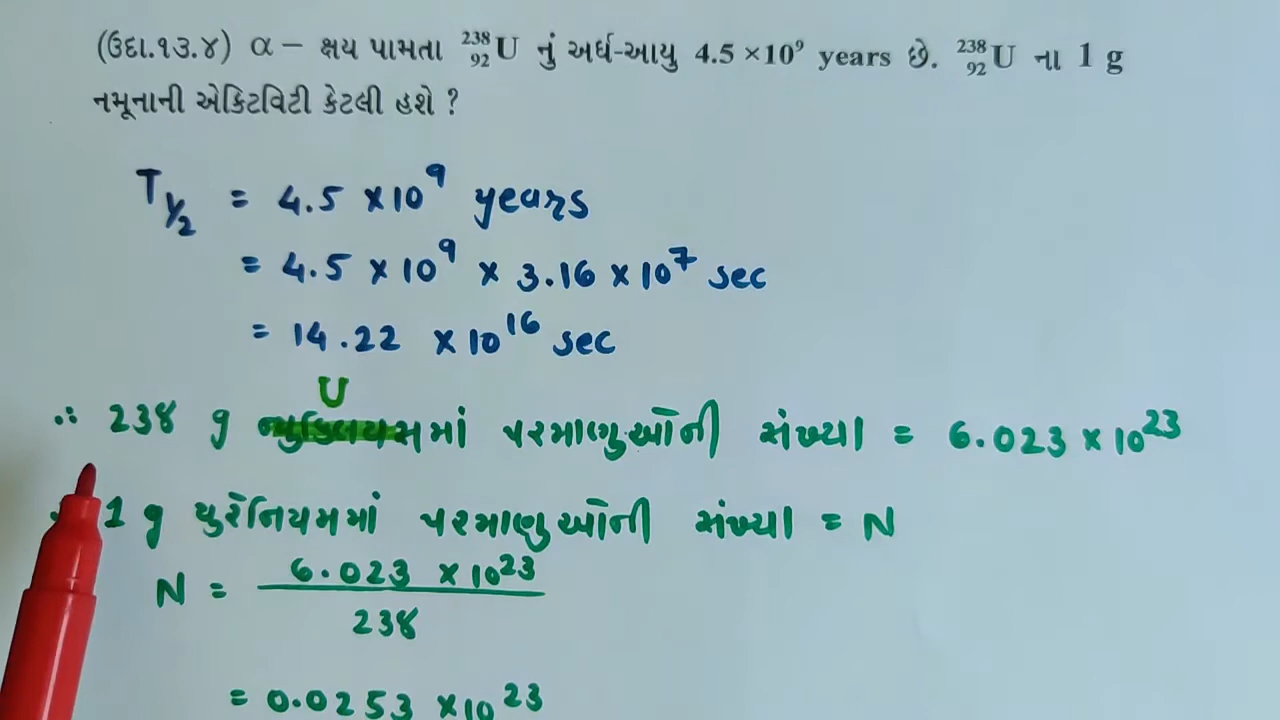 (ઉદા.૧૩.૪) α – ક્ષય પામતા ²³⁸₉₂U નું અર્ધ-આયુ 4.5 ×10⁹ years છે. ²³⁸₉₂U ના 1 g
નમૂનાની એક્ટિવિટી કેટલી હશે ?
T½ = 4.5 ×10⁹ years
= 4.5 × 10⁹ × 3.16 × 10⁷ sec
= 14.22 × 10¹⁶ sec
U
∴ 238 g ન્યુક્લિયસમાં પરમાણુઓની સંખ્યા = 6.023 × 10²³
1 g યુરેનિયમમાં પરમાણુઓની સંખ્યા = N
N = 6.023 × 10²³ / 238
= 0.0253 × 10²³